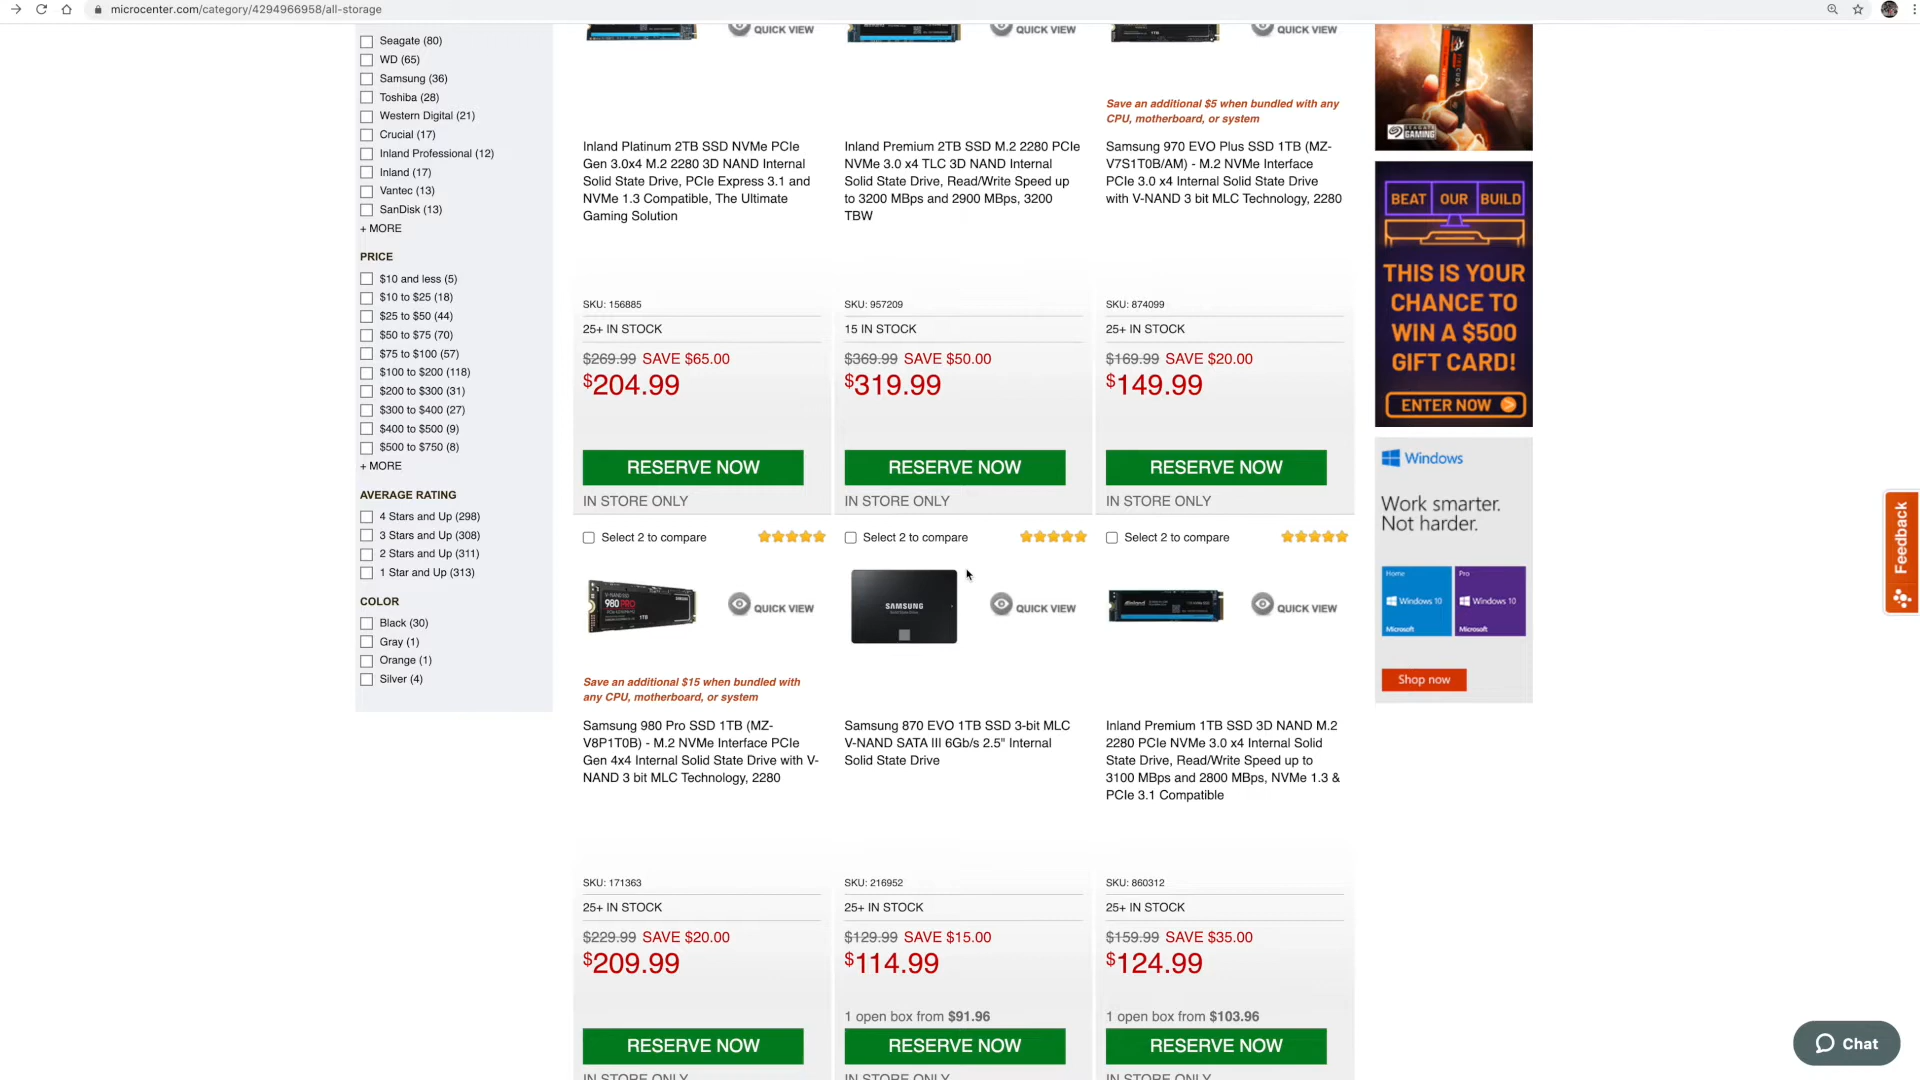 microcenter.com/category/4294966958/all-storage
Seagate (80)
WD (65)
Samsung (36)
Toshiba (28)
Western Digital (21)
Crucial (17)
Inland Professional (12)
Inland (17)
Vantec (13)
SanDisk (13)
+ MORE
PRICE
$10 and less (5)
$10 to $25 (18)
$25 to $50 (44)
$50 to $75 (70)
$75 to $100 (57)
$100 to $200 (118)
$200 to $300 (31)
$300 to $400 (27)
$400 to $500 (9)
$500 to $750 (8)
+ MORE
AVERAGE RATING
4 Stars and Up (298)
3 Stars and Up (308)
2 Stars and Up (311)
1 Star and Up (313)
COLOR
Black (30)
Gray (1)
Orange (1)
Silver (4)
QUICK VIEW
Inland Platinum 2TB SSD NVMe PCIe
Gen 3.0x4 M.2 2280 3D NAND Internal
Solid State Drive, PCIe Express 3.1 and
NVMe 1.3 Compatible, The Ultimate
Gaming Solution
SKU: 156885
25+ IN STOCK
$269.99 SAVE $65.00
$204.99
RESERVE NOW
IN STORE ONLY
QUICK VIEW
Inland Premium 2TB SSD M.2 2280 PCIe
NVMe 3.0 x4 TLC 3D NAND Internal
Solid State Drive, Read/Write Speed up
to 3200 MBps and 2900 MBps, 3200
TBW
SKU: 957209
15 IN STOCK
$369.99 SAVE $50.00
$319.99
RESERVE NOW
IN STORE ONLY
QUICK VIEW
Save an additional $5 when bundled with any
CPU, motherboard, or system
Samsung 970 EVO Plus SSD 1TB (MZ-
V7S1T0B/AM) - M.2 NVMe Interface
PCIe 3.0 x4 Internal Solid State Drive
with V-NAND 3 bit MLC Technology, 2280
SKU: 874099
25+ IN STOCK
$169.99 SAVE $20.00
$149.99
RESERVE NOW
IN STORE ONLY
Select 2 to compare
980 PRO
1TB
SAMSUNG
QUICK VIEW
Save an additional $15 when bundled with
any CPU, motherboard, or system
Samsung 980 Pro SSD 1TB (MZ-
V8P1T0B) - M.2 NVMe Interface PCIe
Gen 4x4 Internal Solid State Drive with V-
NAND 3 bit MLC Technology, 2280
SKU: 171363
25+ IN STOCK
$229.99 SAVE $20.00
$209.99
RESERVE NOW
IN STORE ONLY
Select 2 to compare
SAMSUNG
QUICK VIEW
Samsung 870 EVO 1TB SSD 3-bit MLC
V-NAND SATA III 6Gb/s 2.5" Internal
Solid State Drive
SKU: 216952
25+ IN STOCK
$129.99 SAVE $15.00
$114.99
1 open box from $91.96
RESERVE NOW
IN STORE ONLY
Select 2 to compare
QUICK VIEW
Inland Premium 1TB SSD 3D NAND M.2
2280 PCIe NVMe 3.0 x4 Internal Solid
State Drive, Read/Write Speed up to
3100 MBps and 2800 MBps, NVMe 1.3 &
PCIe 3.1 Compatible
SKU: 860312
25+ IN STOCK
$159.99 SAVE $35.00
$124.99
1 open box from $103.96
RESERVE NOW
IN STORE ONLY
SEAGATE
GAMING
BEAT OUR BUILD
THIS IS YOUR
CHANCE TO
WIN A $500
GIFT CARD!
ENTER NOW
Windows
Work smarter.
Not harder.
Home
Windows 10
Microsoft
Pro
Windows 10
Microsoft
Shop now
Feedback
Chat